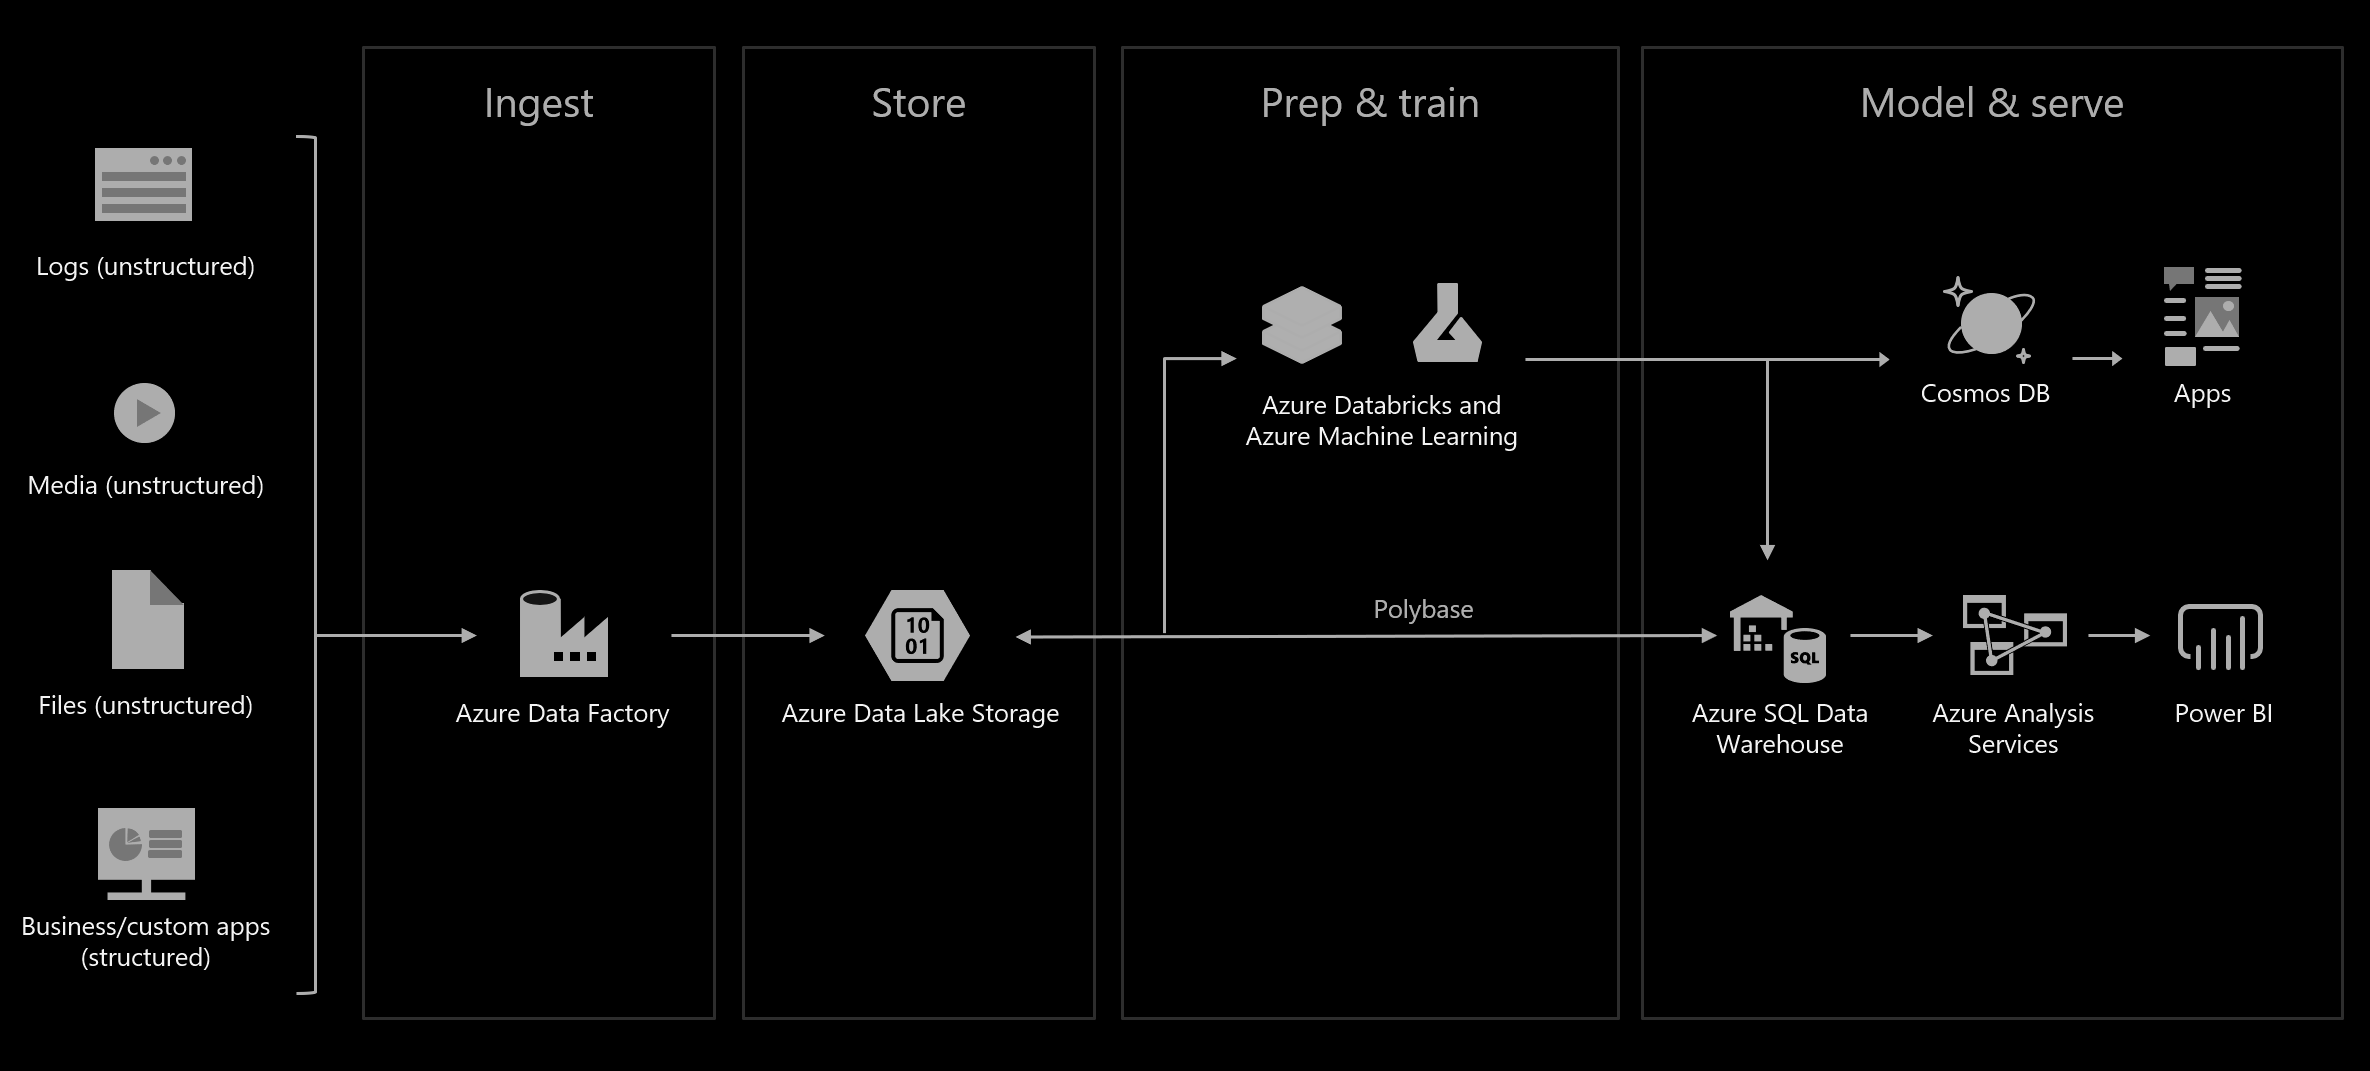 Ingest
Store
Prep & train
Model & serve
Logs (unstructured)
Media (unstructured)
Files (unstructured)
Business/custom apps
(structured)
Azure Data Factory
10
01
Azure Data Lake Storage
Azure Databricks and
Azure Machine Learning
Polybase
Cosmos DB
Apps
SQL
Azure SQL Data
Warehouse
Azure Analysis
Services
Power BI